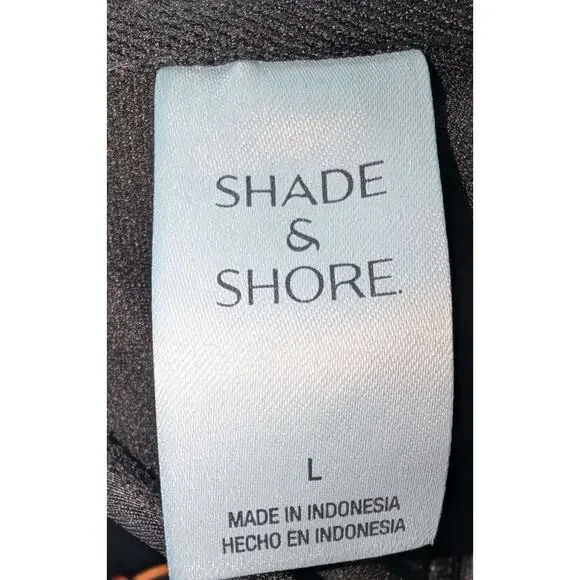 SHADE
&
SHORE.
L
MADE IN INDONESIA
HECHO EN INDONESIA